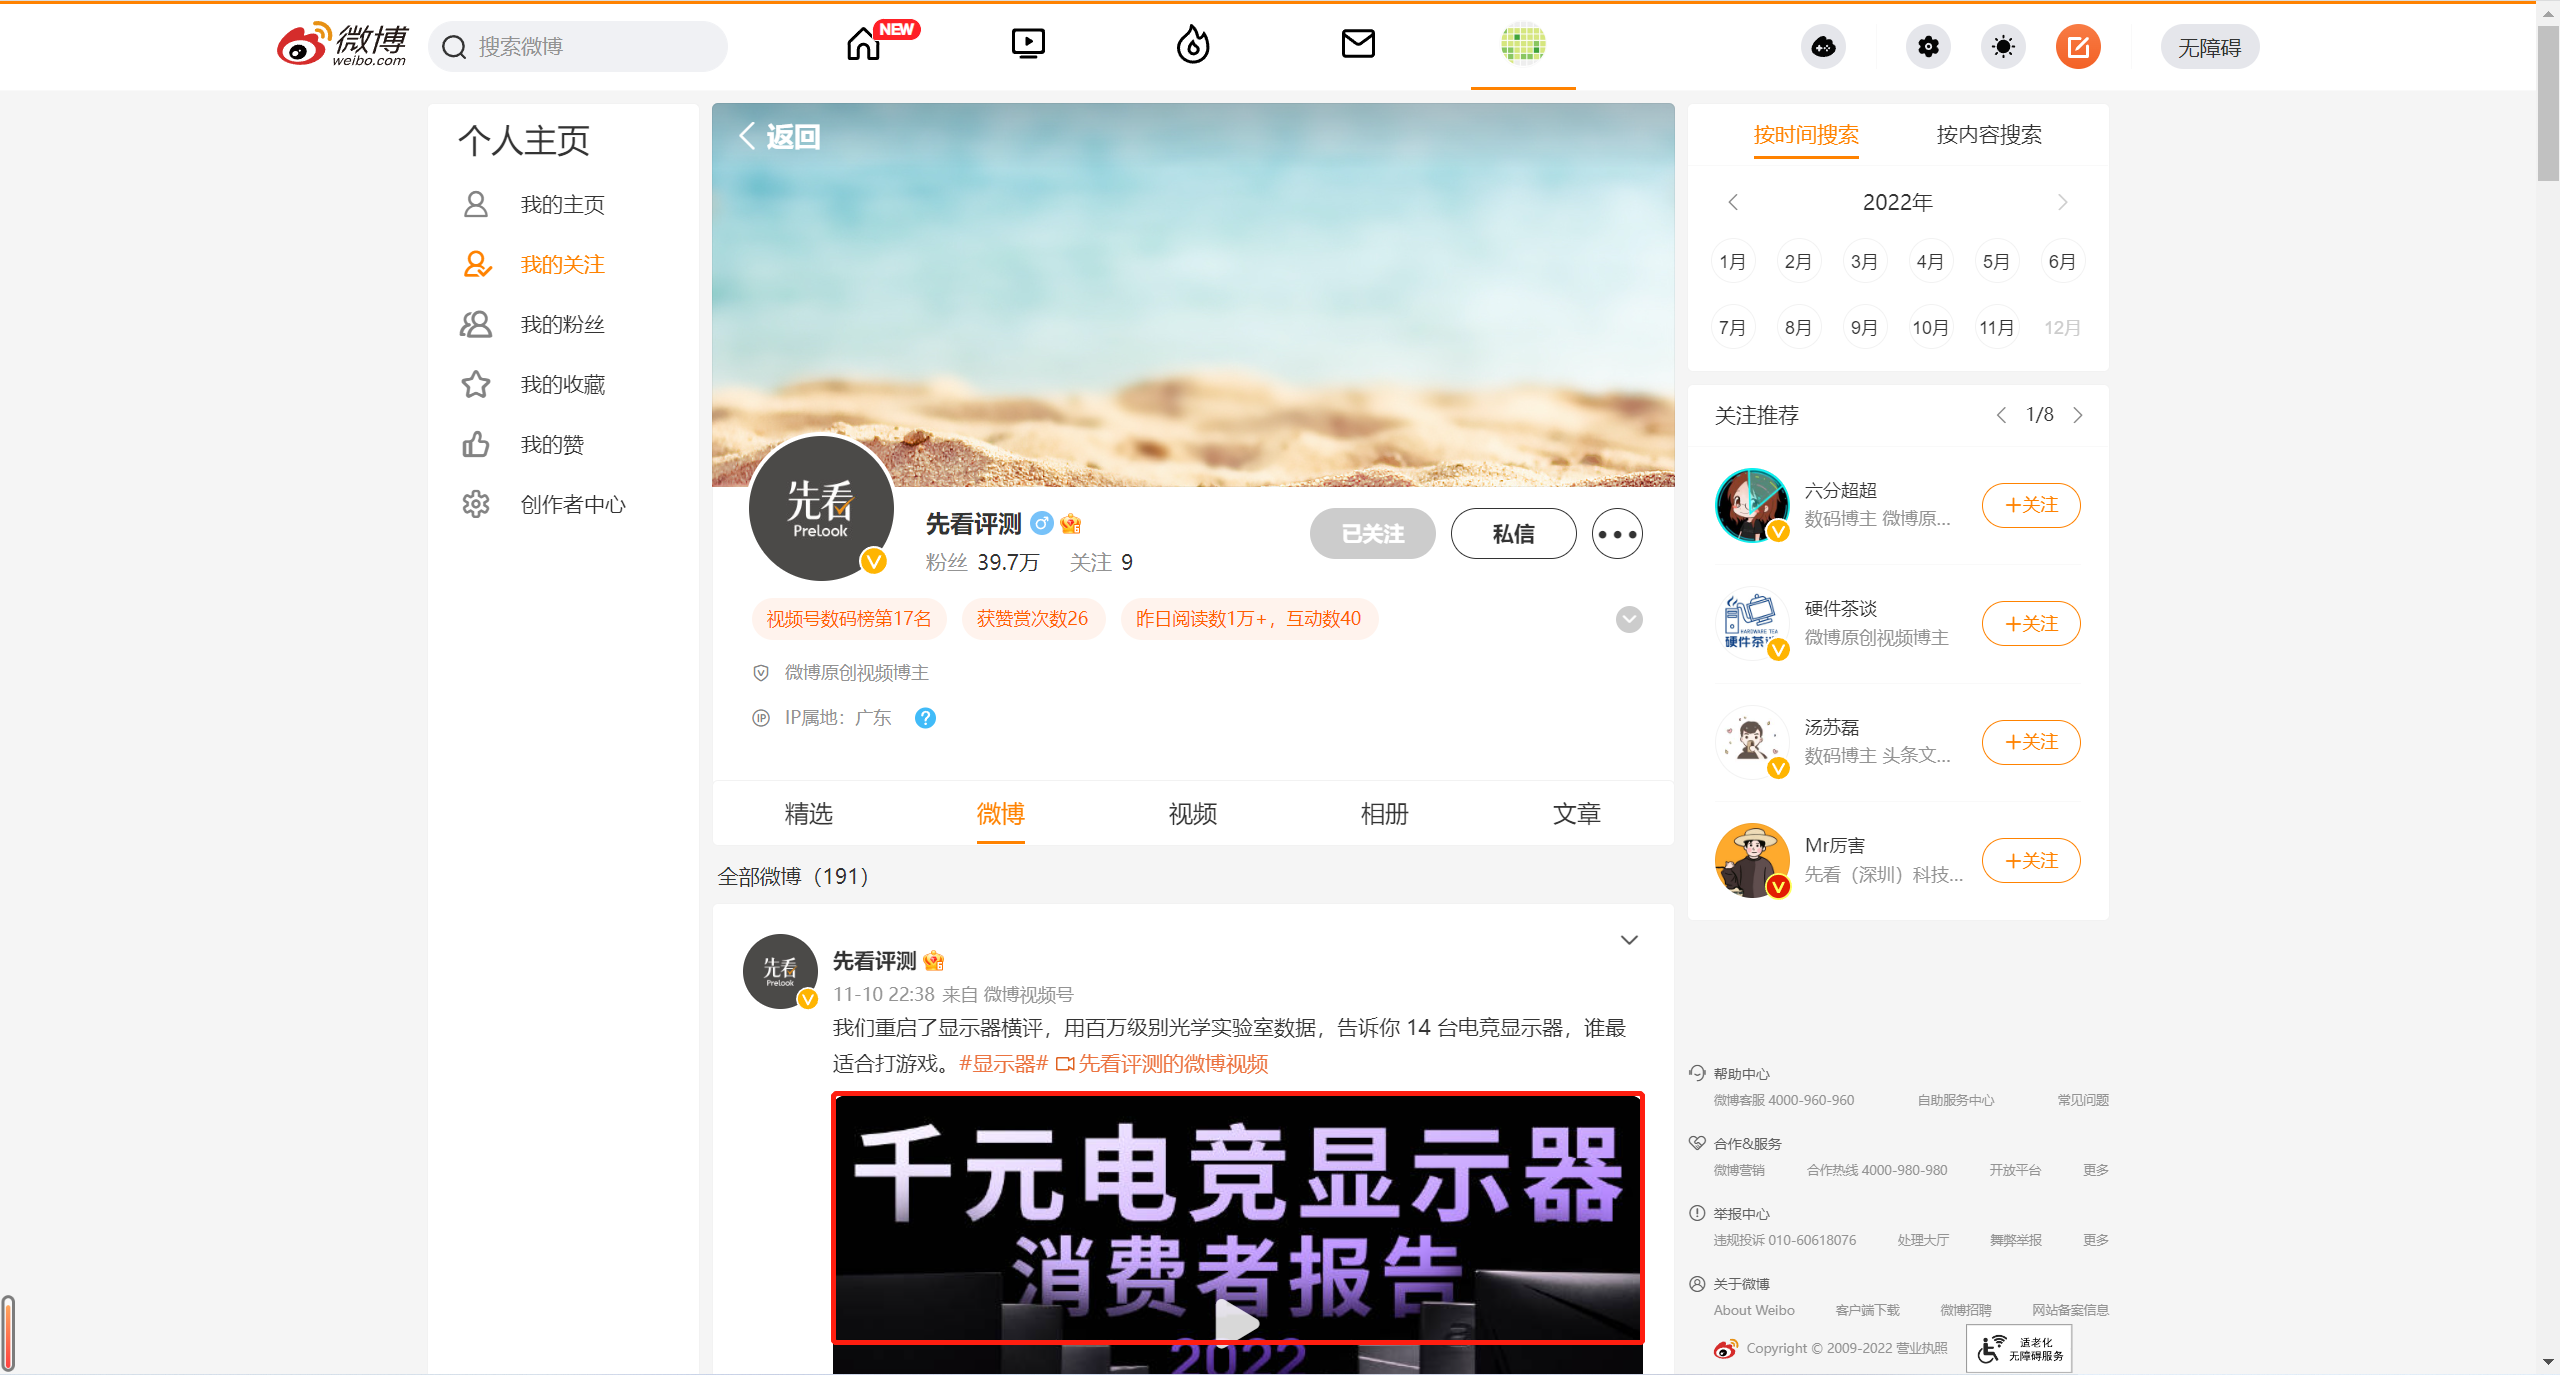 微博
weibo.com
搜索微博
NEW
无障碍
个人主页
我的主页
我的关注
我的粉丝
我的收藏
我的赞
创作者中心
返回
先看
Prelook
先看评测
粉丝 39.7万 关注 9
已关注
私信
视频号数码榜第17名
获赞赏次数26
昨日阅读数1万+，互动数40
微博原创视频博主
IP属地：广东
精选
微博
视频
相册
文章
全部微博（191）
先看
Prelook
先看评测
11-10 22:38 来自 微博视频号
我们重启了显示器横评，用百万级别光学实验室数据，告诉你 14 台电竞显示器，谁最
适合打游戏。#显示器# 先看评测的微博视频
千元电竞显示器
消费者报告
2022
按时间搜索
按内容搜索
2022年
1月 2月 3月 4月 5月 6月
7月 8月 9月 10月 11月 12月
关注推荐
1/8
六分超超
数码博主 微博原...
+关注
HARDWARE TEA
硬件茶谈
硬件茶谈
微博原创视频博主
+关注
汤苏磊
数码博主 头条文...
+关注
Mr厉害
先看（深圳）科技...
+关注
帮助中心
微博客服 4000-960-960 自助服务中心 常见问题
合作&服务
微博营销 合作热线 4000-980-980 开放平台 更多
举报中心
违规投诉 010-60618076 处理大厅 舞弊举报 更多
关于微博
About Weibo 客户端下载 微博招聘 网站备案信息
Copyright © 2009-2022 营业执照
适老化
无障碍服务